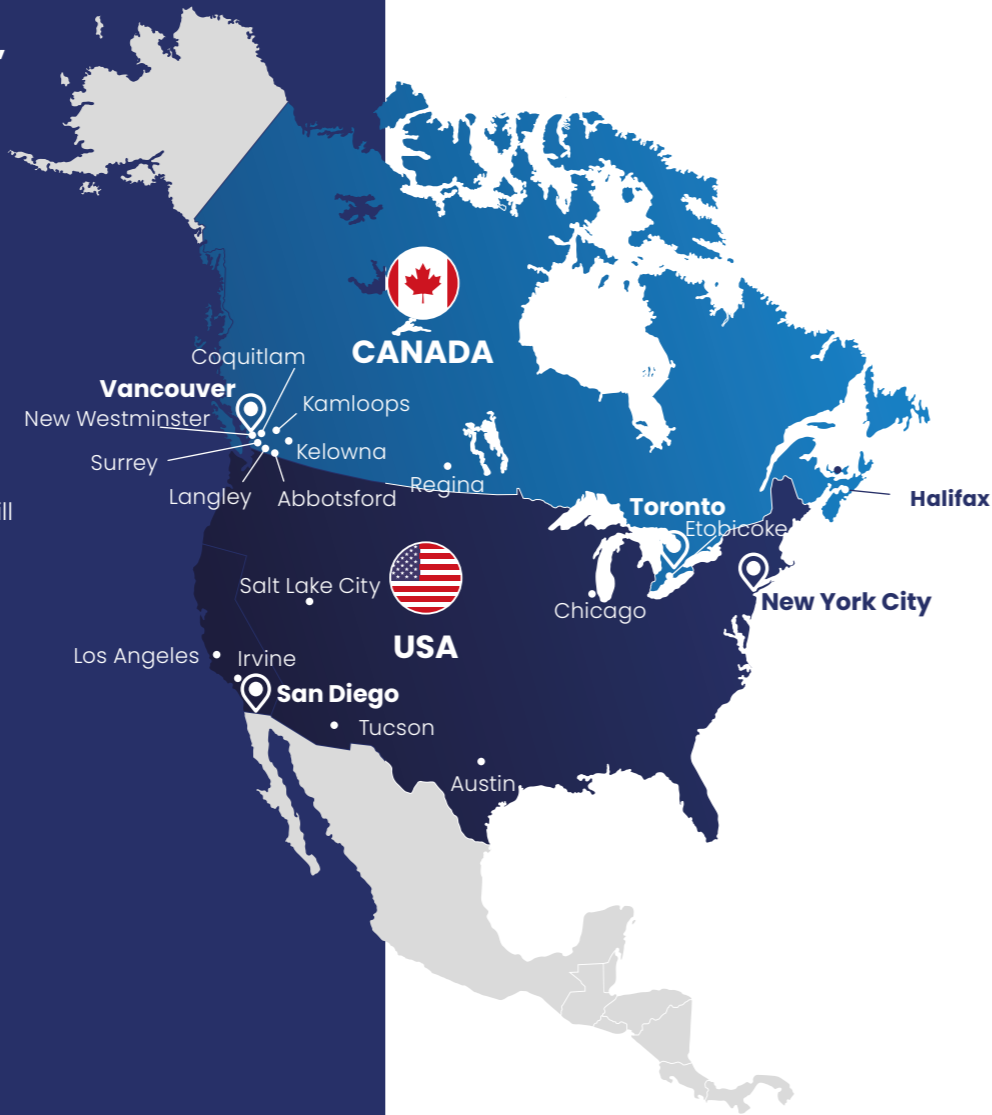 CANADA
Coquitlam
Vancouver
Kamloops
New Westminster
Kelowna
Surrey
Regina
Langley
Abbotsford
Halifax
Toronto
Etobicoke
Salt Lake City
Chicago
New York City
USA
Los Angeles
Irvine
San Diego
Tucson
Austin